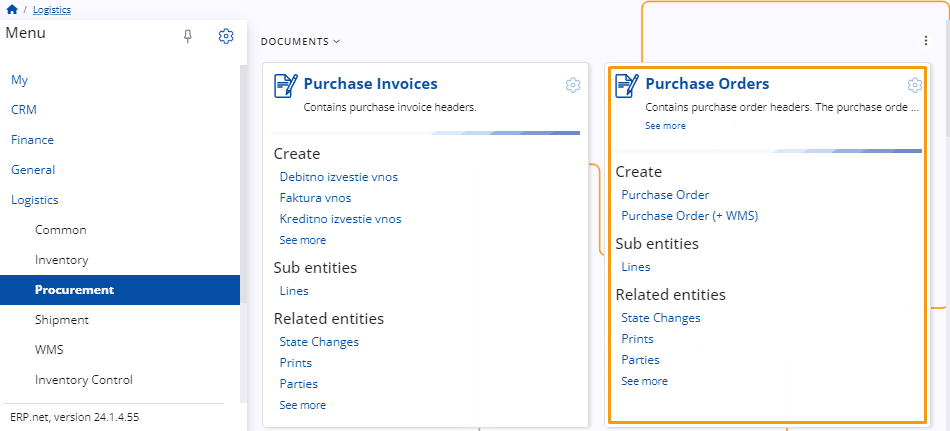 / Logistics
Menu
My
CRM
Finance
General
Logistics
Common
Inventory
Procurement
Shipment
WMS
Inventory Control
ERP.net, version 24.1.4.55
DOCUMENTS
Purchase Invoices
Contains purchase invoice headers.
Create
Debitno izvestie vnos
Faktura vnos
Kreditno izvestie vnos
See more
Sub entities
Lines
Related entities
State Changes
Prints
Parties
See more
Purchase Orders
Contains purchase order headers. The purchase orde ...
See more
Create
Purchase Order
Purchase Order (+ WMS)
Sub entities
Lines
Related entities
State Changes
Prints
Parties
See more